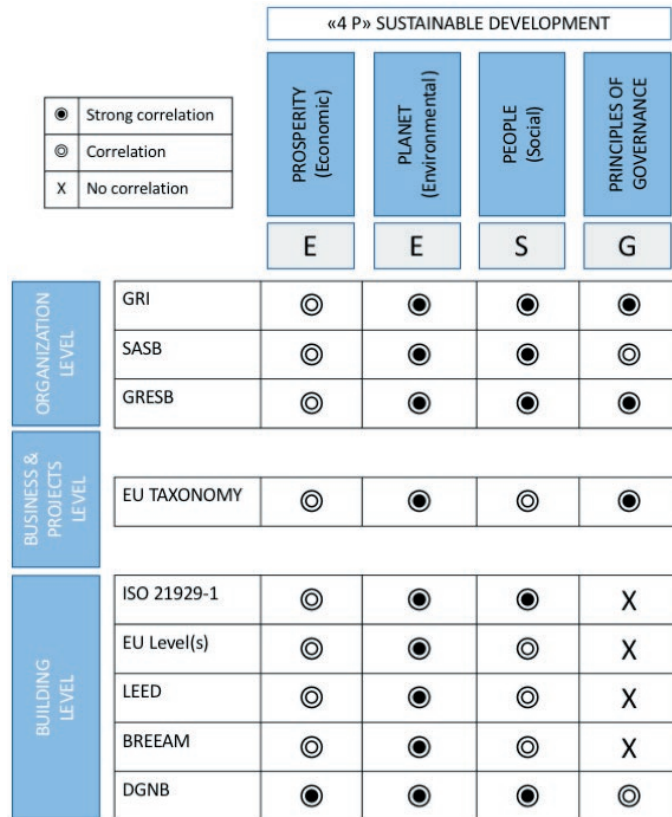 «4 P» SUSTAINABLE DEVELOPMENT
Strong correlation
Correlation
X No correlation
PROSPERITY
(Economic)
PLANET
(Environmental)
PEOPLE
(Social)
PRINCIPLES OF
GOVERNANCE
E E S G
ORGANIZATION
LEVEL
GRI
SASB
GRESB
BUSINESS &
PROJECTS
LEVEL
EU TAXONOMY
BUILDING
LEVEL
ISO 21929-1 X
EU Level(s) X
LEED X
BREEAM X
DGNB